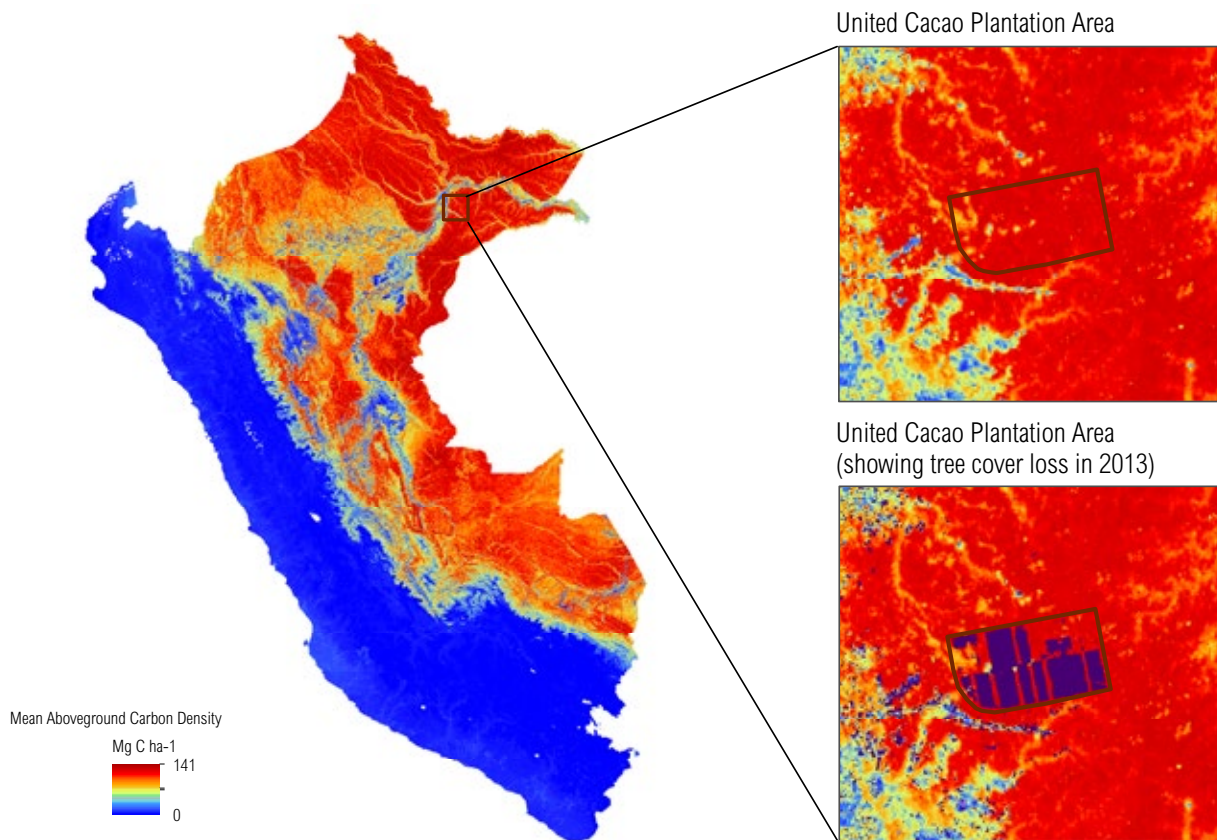 United Cacao Plantation Area
United Cacao Plantation Area
(showing tree cover loss in 2013)
Mean Aboveground Carbon Density
Mg C ha-1
141
0